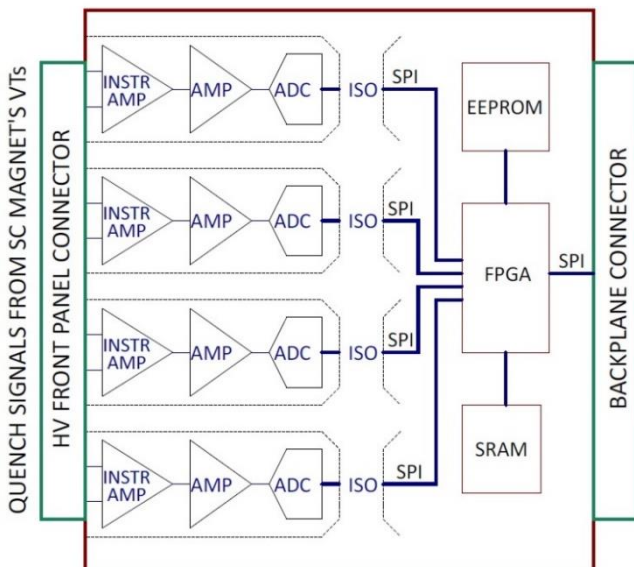 QUENCH SIGNALS FROM SC MAGNET'S VTs
HV FRONT PANEL CONNECTOR
INSTR
AMP
AMP
ADC
ISO
SPI
INSTR
AMP
AMP
ADC
ISO
SPI
INSTR
AMP
AMP
ADC
ISO
SPI
INSTR
AMP
AMP
ADC
ISO
SPI
EEPROM
FPGA
SPI
SRAM
BACKPLANE CONNECTOR